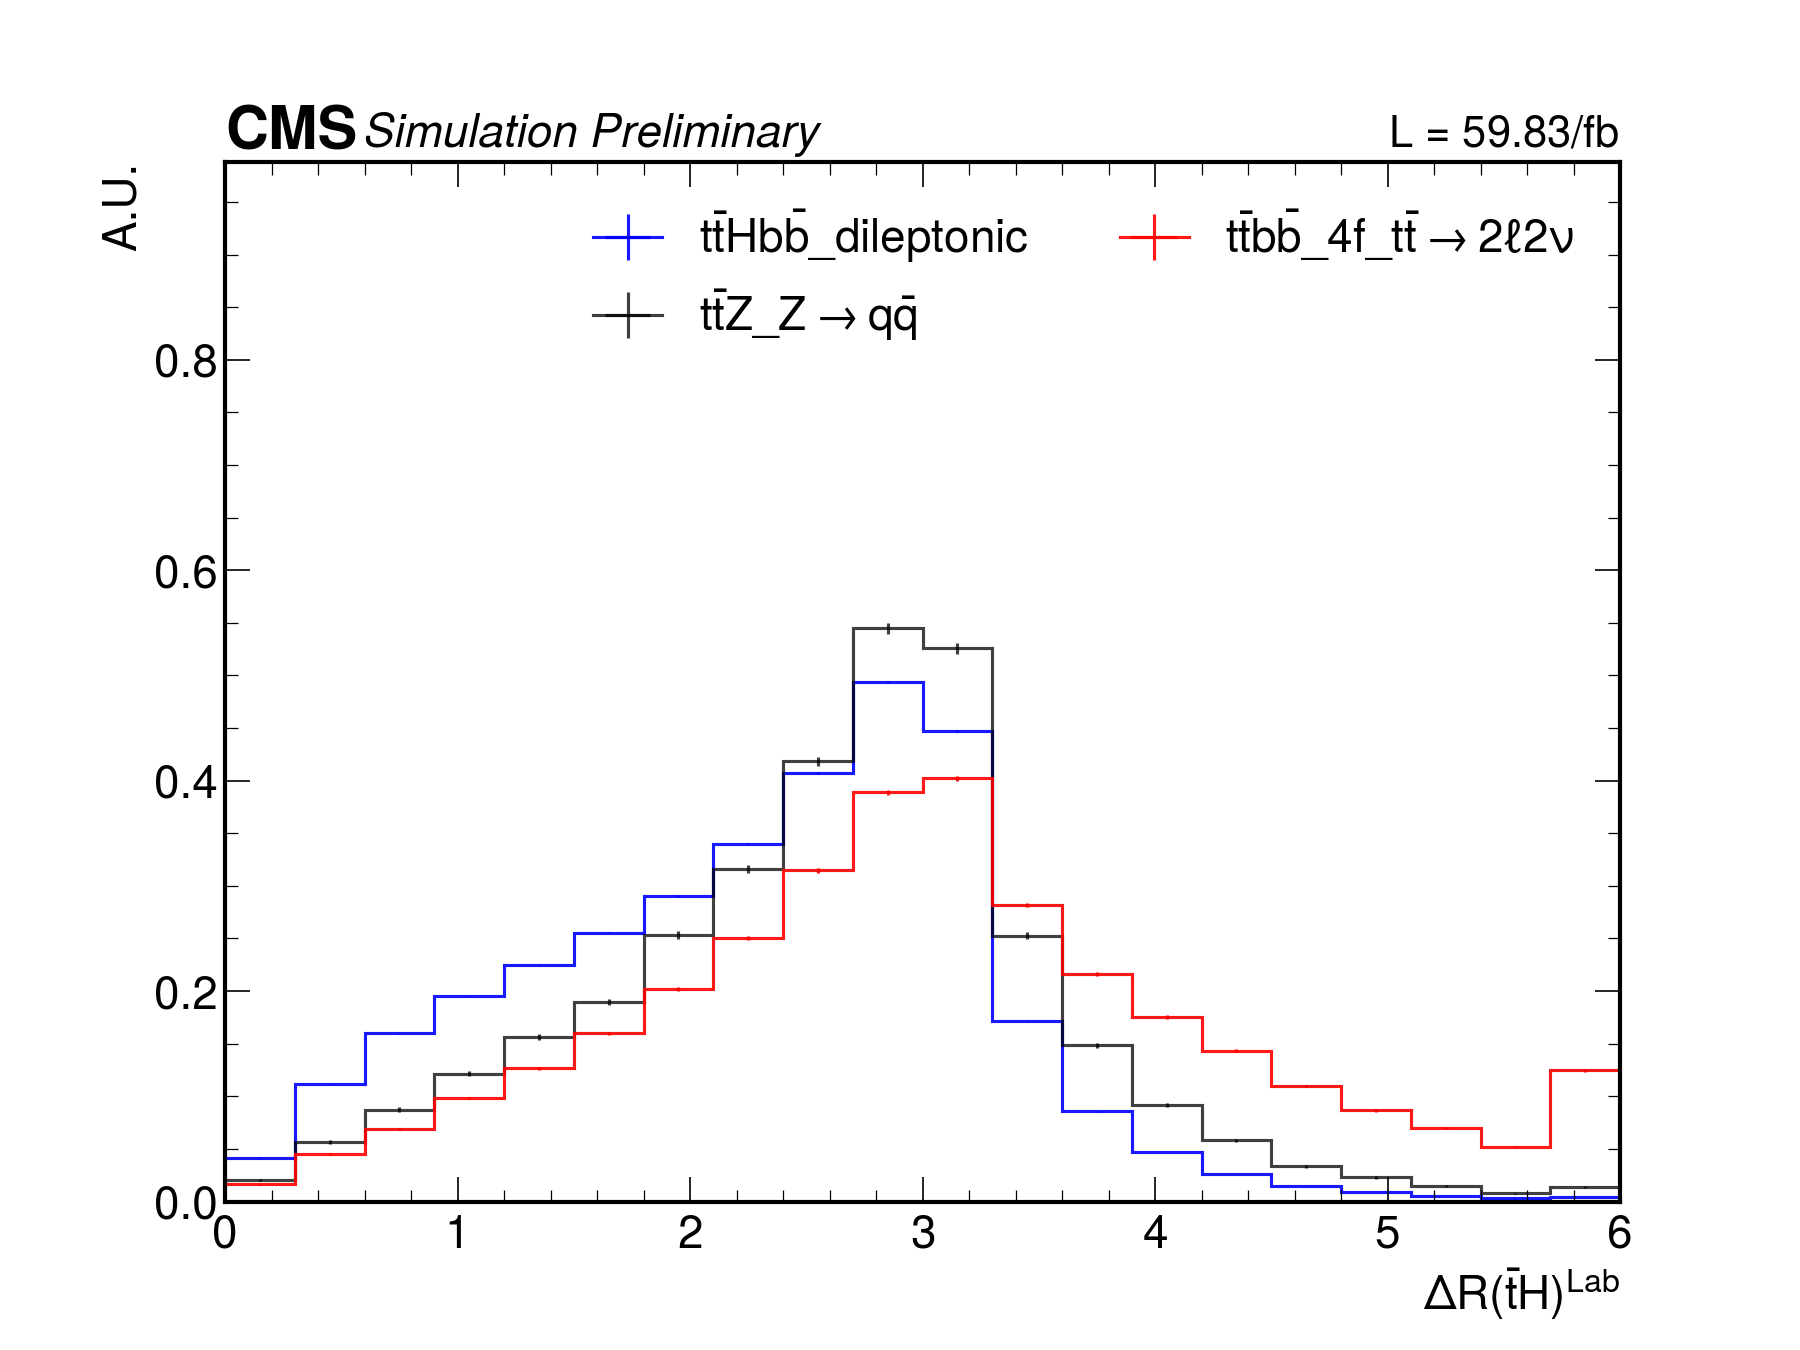 CMS Simulation Preliminary L = 59.83/fb
A.U.
tt̄Hbb̄_dileptonic tt̄bb̄_4f_tt̄ → 2ℓ2ν
tt̄Z_Z → qq̄
0.8
0.6
0.4
0.2
0.0
0 1 2 3 4 5 6
ΔR(t̄H)^Lab